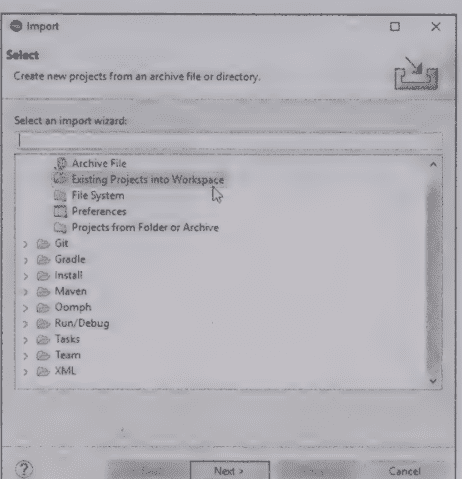 Import
Select
Create new projects from an archive file or directory.
Select an import wizard:
Archive File
Existing Projects into Workspace
File System
Preferences
Projects from Folder or Archive
Git
Gradle
Install
Maven
Oomph
Run/Debug
Tasks
Team
XML
?
Next > Cancel